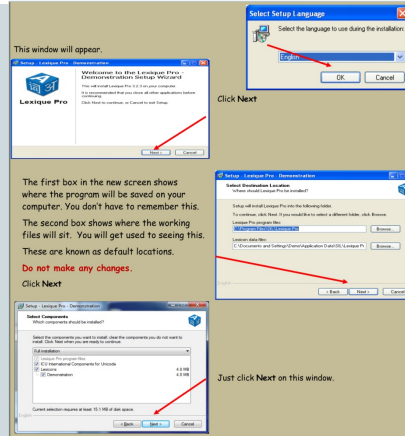 Select Setup Language
Select the language to use during the installation:
English
OK
Cancel
This window will appear.
Setup - Lexique Pro - Demonstration
Welcome to the Lexique Pro -
Demonstration Setup Wizard
This will install Lexique Pro 3.2.3 on your computer.
It is recommended that you close all other applications before
continuing.
Click Next to continue, or Cancel to exit Setup.
Lexique Pro
Next >
Cancel
Click Next
The first box in the new screen shows
where the program will be saved on your
computer. You don't have to remember this.
The second box shows where the working
files will sit. You will get used to seeing this.
These are known as default locations.
Do not make any changes.
Click Next
Setup - Lexique Pro - Demonstration
Select Destination Location
Where should Lexique Pro be installed?
Setup will install Lexique Pro into the following folder.
To continue, click Next. If you would like to select a different folder, click Browse.
Lexique Pro program files:
C:\Program Files\SIL\Lexique Pro
Browse...
Lexicon data files:
C:\Documents and Settings\Demo\Application Data\SIL\Lexique Pr
Browse...
English
< Back
Next >
Cancel
Setup - Lexique Pro - Demonstration
Select Components
Which components should be installed?
Select the components you want to install; clear the components you do not want to
install. Click Next when you are ready to continue.
Full installation
Lexique Pro program files
ICU International Components for Unicode
Lexicons
4.0 MB
Demonstration
4.0 MB
Current selection requires at least 15.1 MB of disk space.
English
< Back
Next >
Cancel
Just click Next on this window.